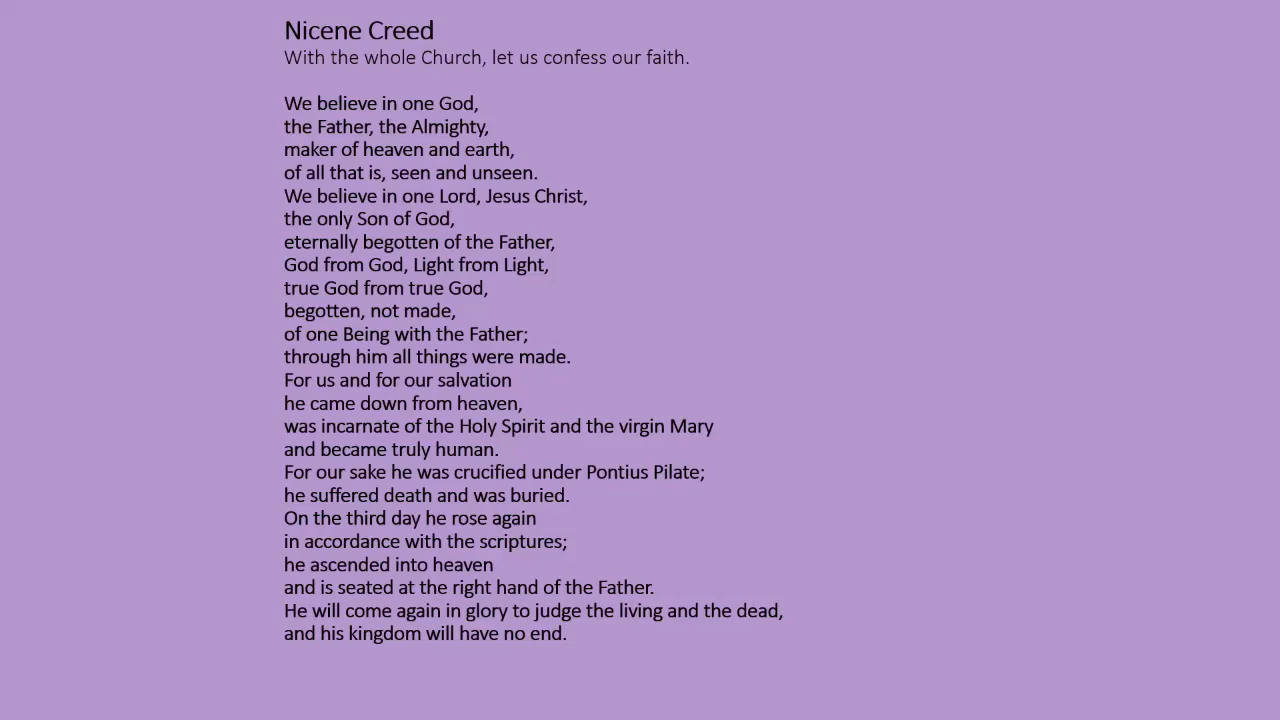 Nicene Creed
With the whole Church, let us confess our faith.
We believe in one God,
the Father, the Almighty,
maker of heaven and earth,
of all that is, seen and unseen.
We believe in one Lord, Jesus Christ,
the only Son of God,
eternally begotten of the Father,
God from God, Light from Light,
true God from true God,
begotten, not made,
of one Being with the Father;
through him all things were made.
For us and for our salvation
he came down from heaven,
was incarnate of the Holy Spirit and the virgin Mary
and became truly human.
For our sake he was crucified under Pontius Pilate;
he suffered death and was buried.
On the third day he rose again
in accordance with the scriptures;
he ascended into heaven
and is seated at the right hand of the Father.
He will come again in glory to judge the living and the dead,
and his kingdom will have no end.